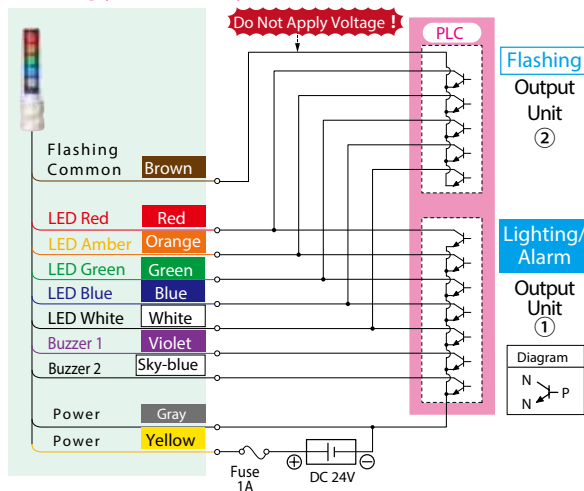 Do Not Apply Voltage !
PLC
Flashing
Output
Unit
②
Flashing
Common
Brown
LED Red
Red
LED Amber
Orange
LED Green
Green
LED Blue
Blue
LED White
White
Buzzer 1
Violet
Buzzer 2
Sky-blue
Power
Gray
Power
Yellow
Lighting/
Alarm
Output
Unit
①
Diagram
N
N
P
Fuse
1A
⊕
⊖
DC 24V